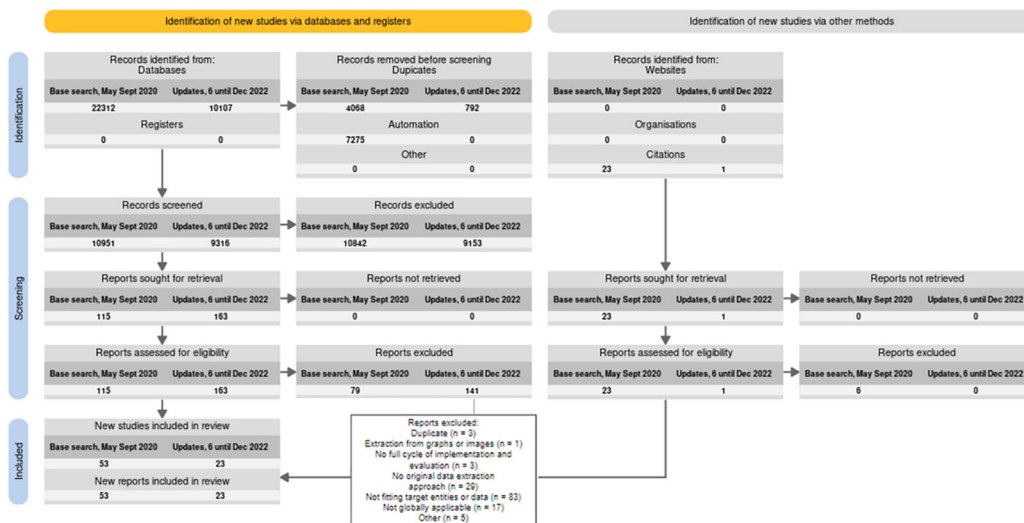 Identification of new studies via databases and registers
Identification of new studies via other methods
Identification
Records identified from:
Databases
Base search, May Sept 2020 Updates, 6 until Dec 2022
22312 10107
Registers
0 0
Records removed before screening
Dupicates
Base search, May Sept 2020 Updates, 6 until Dec 2022
4068 792
Automation
7275 0
Other
0 0
Records identified from:
Websites
Base search, May Sept 2020 Updates, 6 until Dec 2022
0 0
Organisations
0 0
Citations
23 1
Screening
Records screened
Base search, May Sept 2020 Updates, 6 until Dec 2022
10951 9316
Records excluded
Base search, May Sept 2020 Updates, 6 until Dec 2022
10842 9153
Reports sought for retrieval
Base search, May Sept 2020 Updates, 6 until Dec 2022
115 163
Reports not retrieved
Base search, May Sept 2020 Updates, 6 until Dec 2022
0 0
Reports sought for retrieval
Base search, May Sept 2020 Updates, 6 until Dec 2022
23 1
Reports not retrieved
Base search, May Sept 2020 Updates, 6 until Dec 2022
0 0
Reports assessed for eligibility
Base search, May Sept 2020 Updates, 6 until Dec 2022
115 163
Reports excluded
Base search, May Sept 2020 Updates, 6 until Dec 2022
79 141
Reports assessed for eligibility
Base search, May Sept 2020 Updates, 6 until Dec 2022
23 1
Reports excluded
Base search, May Sept 2020 Updates, 6 until Dec 2022
6 0
Included
New studies included in review
Base search, May Sept 2020 Updates, 6 until Dec 2022
53 23
New reports included in review
53 23
Reports excluded:
Duplicate (n = 3)
Extraction from graphs or images (n = 1)
No full cycle of implementation and
evaluation (n = 3)
No original data extraction
approach (n = 29)
Not fitting target entities or data (n = 83)
Not globally applicable (n = 17)
Other (n = 5)